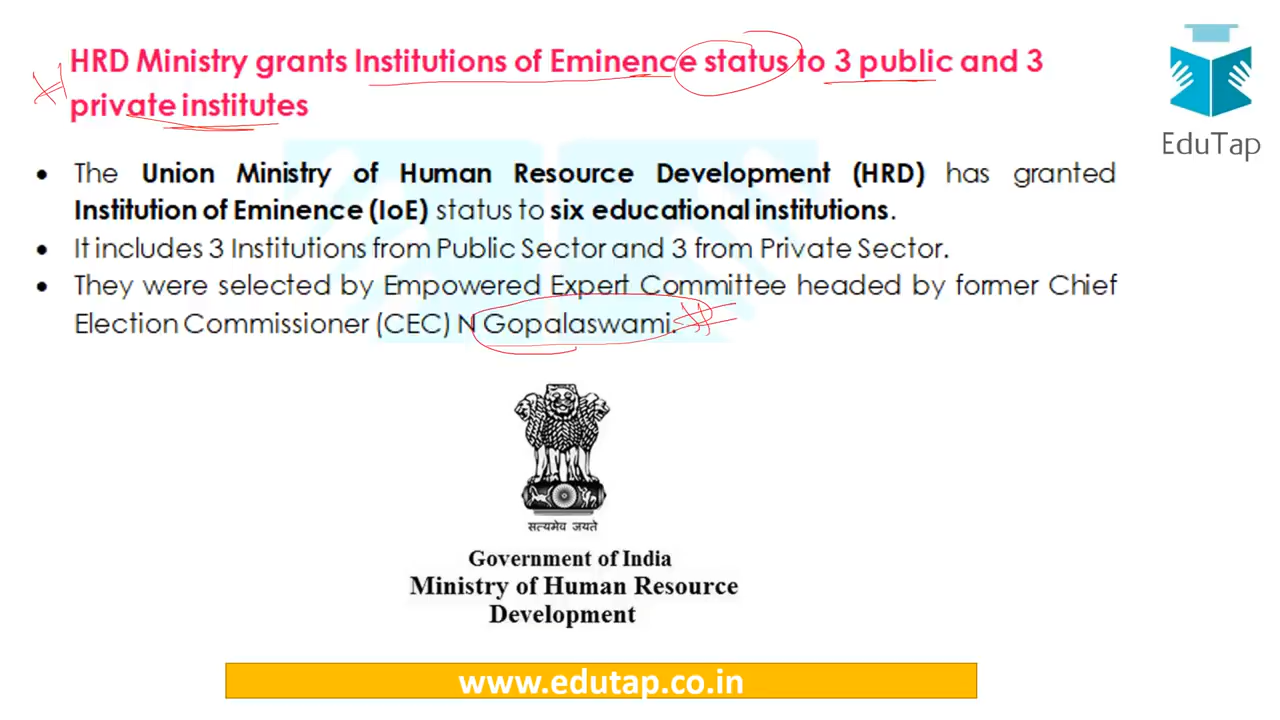 HRD Ministry grants Institutions of Eminence status to 3 public and 3
private institutes
EduTap
• The Union Ministry of Human Resource Development (HRD) has granted
Institution of Eminence (IoE) status to six educational institutions.
• It includes 3 Institutions from Public Sector and 3 from Private Sector.
• They were selected by Empowered Expert Committee headed by former Chief
Election Commissioner (CEC) N Gopalaswami.
सत्यमेव जयते
Government of India
Ministry of Human Resource
Development
www.edutap.co.in